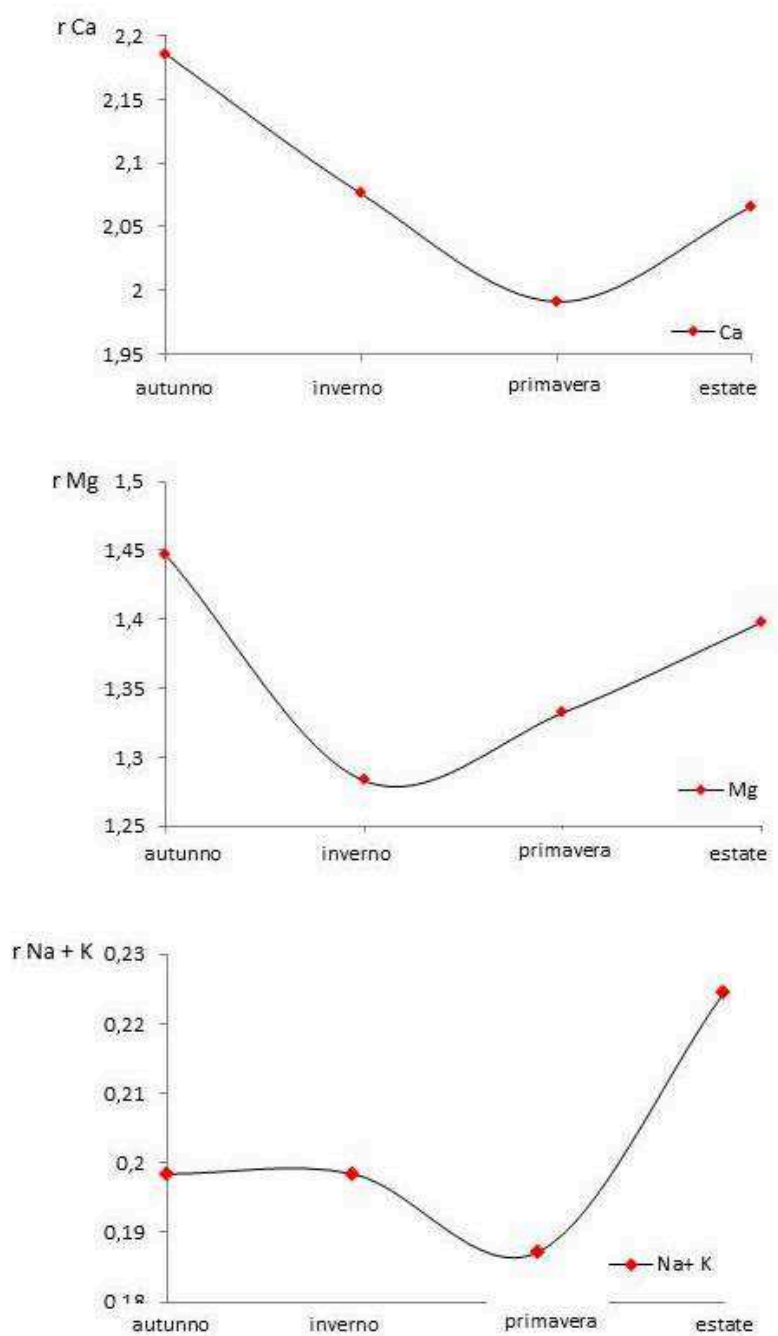 r Ca
2,2
2,15
2,1
2,05
2
1,95
Ca
autunno inverno primavera estate
r Mg
1,5
1,45
1,4
1,35
1,3
1,25
Mg
autunno inverno primavera estate
r Na + K
0,23
0,22
0,21
0,2
0,19
0,18
Na+ K
autunno inverno primavera estate